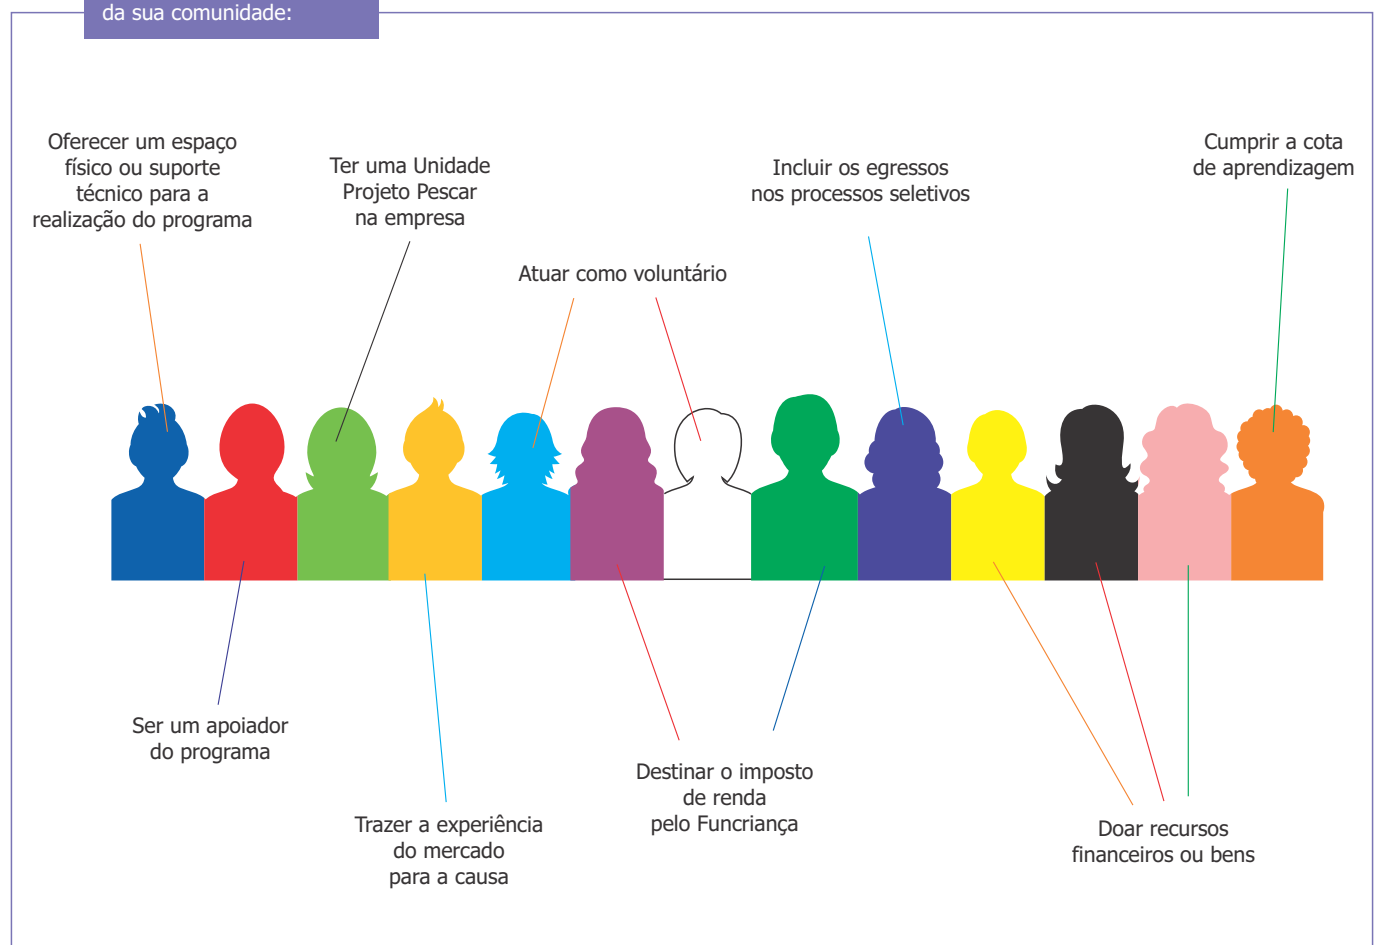 da sua comunidade:
Oferecer um espaço
físico ou suporte
técnico para a
realização do programa
Ter uma Unidade
Projeto Pescar
na empresa
Atuar como voluntário
Incluir os egressos
nos processos seletivos
Cumprir a cota
de aprendizagem
Ser um apoiador
do programa
Trazer a experiência
do mercado
para a causa
Destinar o imposto
de renda
pelo Funcriança
Doar recursos
financeiros ou bens